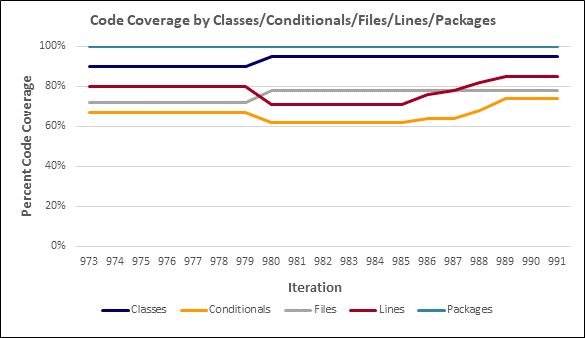 Code Coverage by Classes/Conditionals/Files/Lines/Packages
100%
80%
60%
40%
20%
0%
Percent Code Coverage
973 974 975 976 977 978 979 980 981 982 983 984 985 986 987 988 989 990 991
Iteration
Classes Conditionals Files Lines Packages